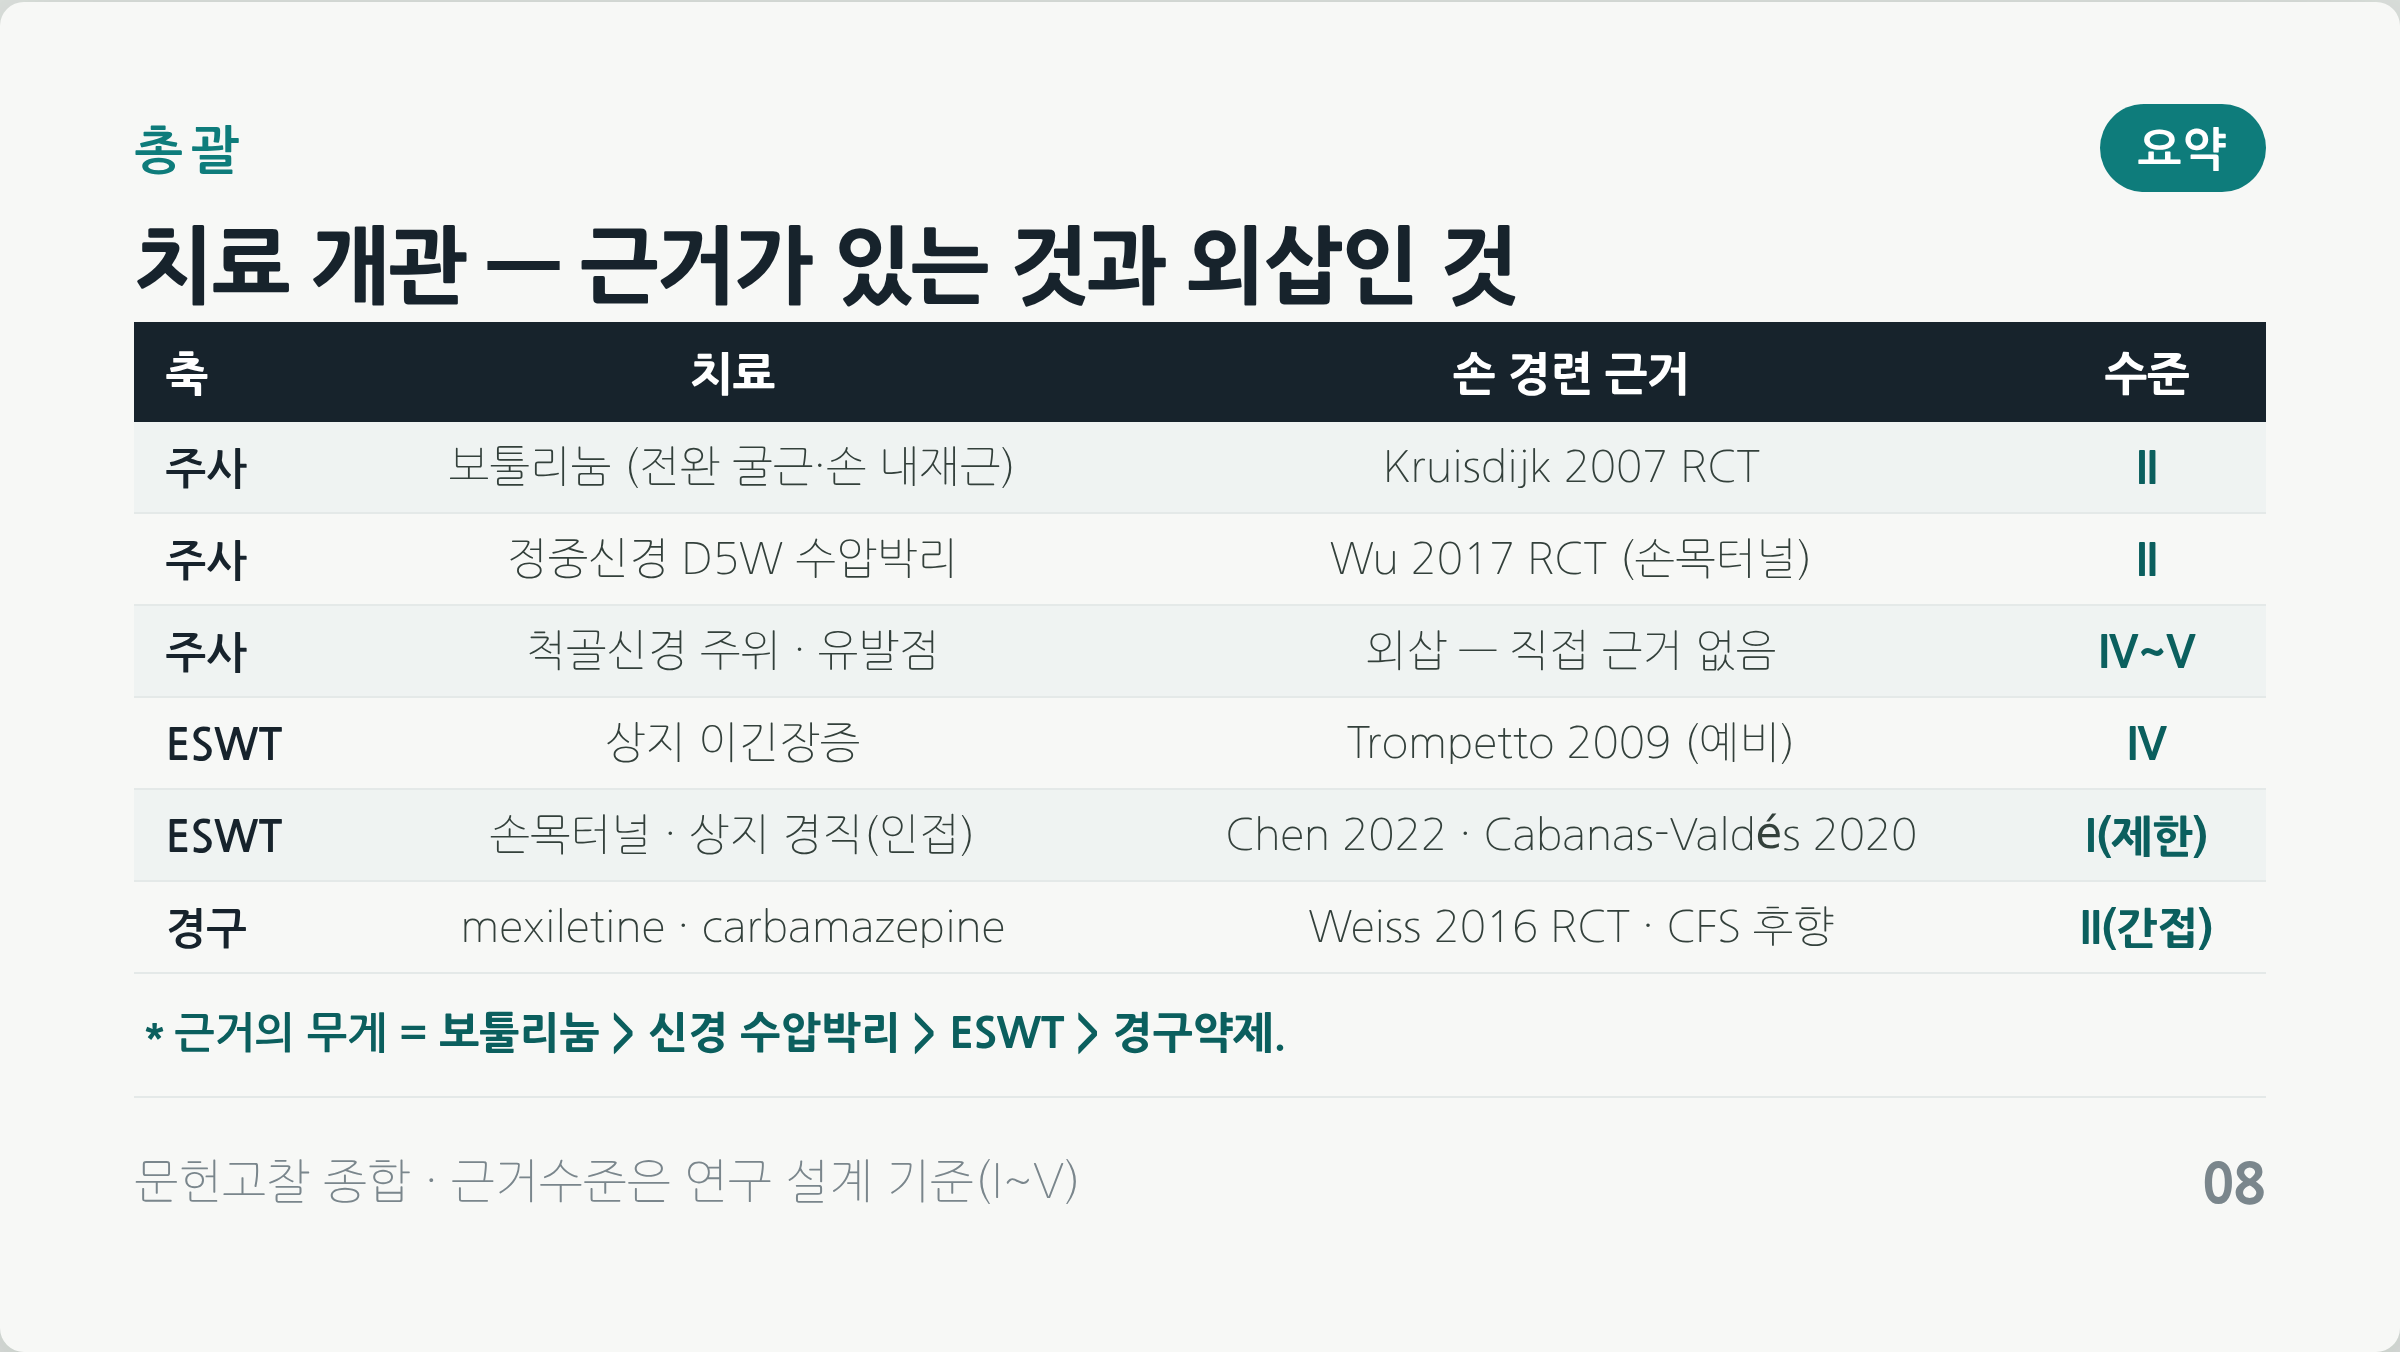 총괄
요약
치료 개관 — 근거가 있는 것과 외삽인 것
축 치료 손 경련 근거 수준
주사 보툴리눔 (전완 굴근·손 내재근) Kruisdijk 2007 RCT II
주사 정중신경 D5W 수압박리 Wu 2017 RCT (손목터널) II
주사 척골신경 주위 · 유발점 외삽 — 직접 근거 없음 IV~V
ESWT 상지 이긴장증 Trompetto 2009 (예비) IV
ESWT 손목터널 · 상지 경직(인접) Chen 2022 · Cabanas-Valdés 2020 I(제한)
경구 mexiletine · carbamazepine Weiss 2016 RCT · CFS 후향 II(간접)
* 근거의 무게 = 보툴리눔 > 신경 수압박리 > ESWT > 경구약제.
문헌고찰 종합 · 근거수준은 연구 설계 기준(I~V)
08